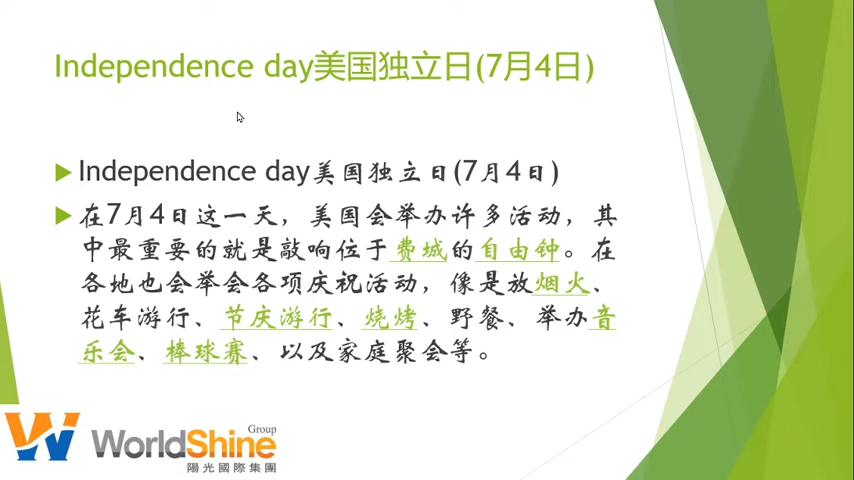 Independence day美国独立日(7月4日)
Independence day美国独立日(7月4日)
在7月4日这一天，美国会举办许多活动，其
中最重要的就是敲响位于费城的自由钟。在
各地也会举会各项庆祝活动，像是放烟火、
花车游行、节庆游行、烧烤、野餐、举办音
乐会、棒球赛、以及家庭聚会等。
WorldShine Group
陽光國際集團